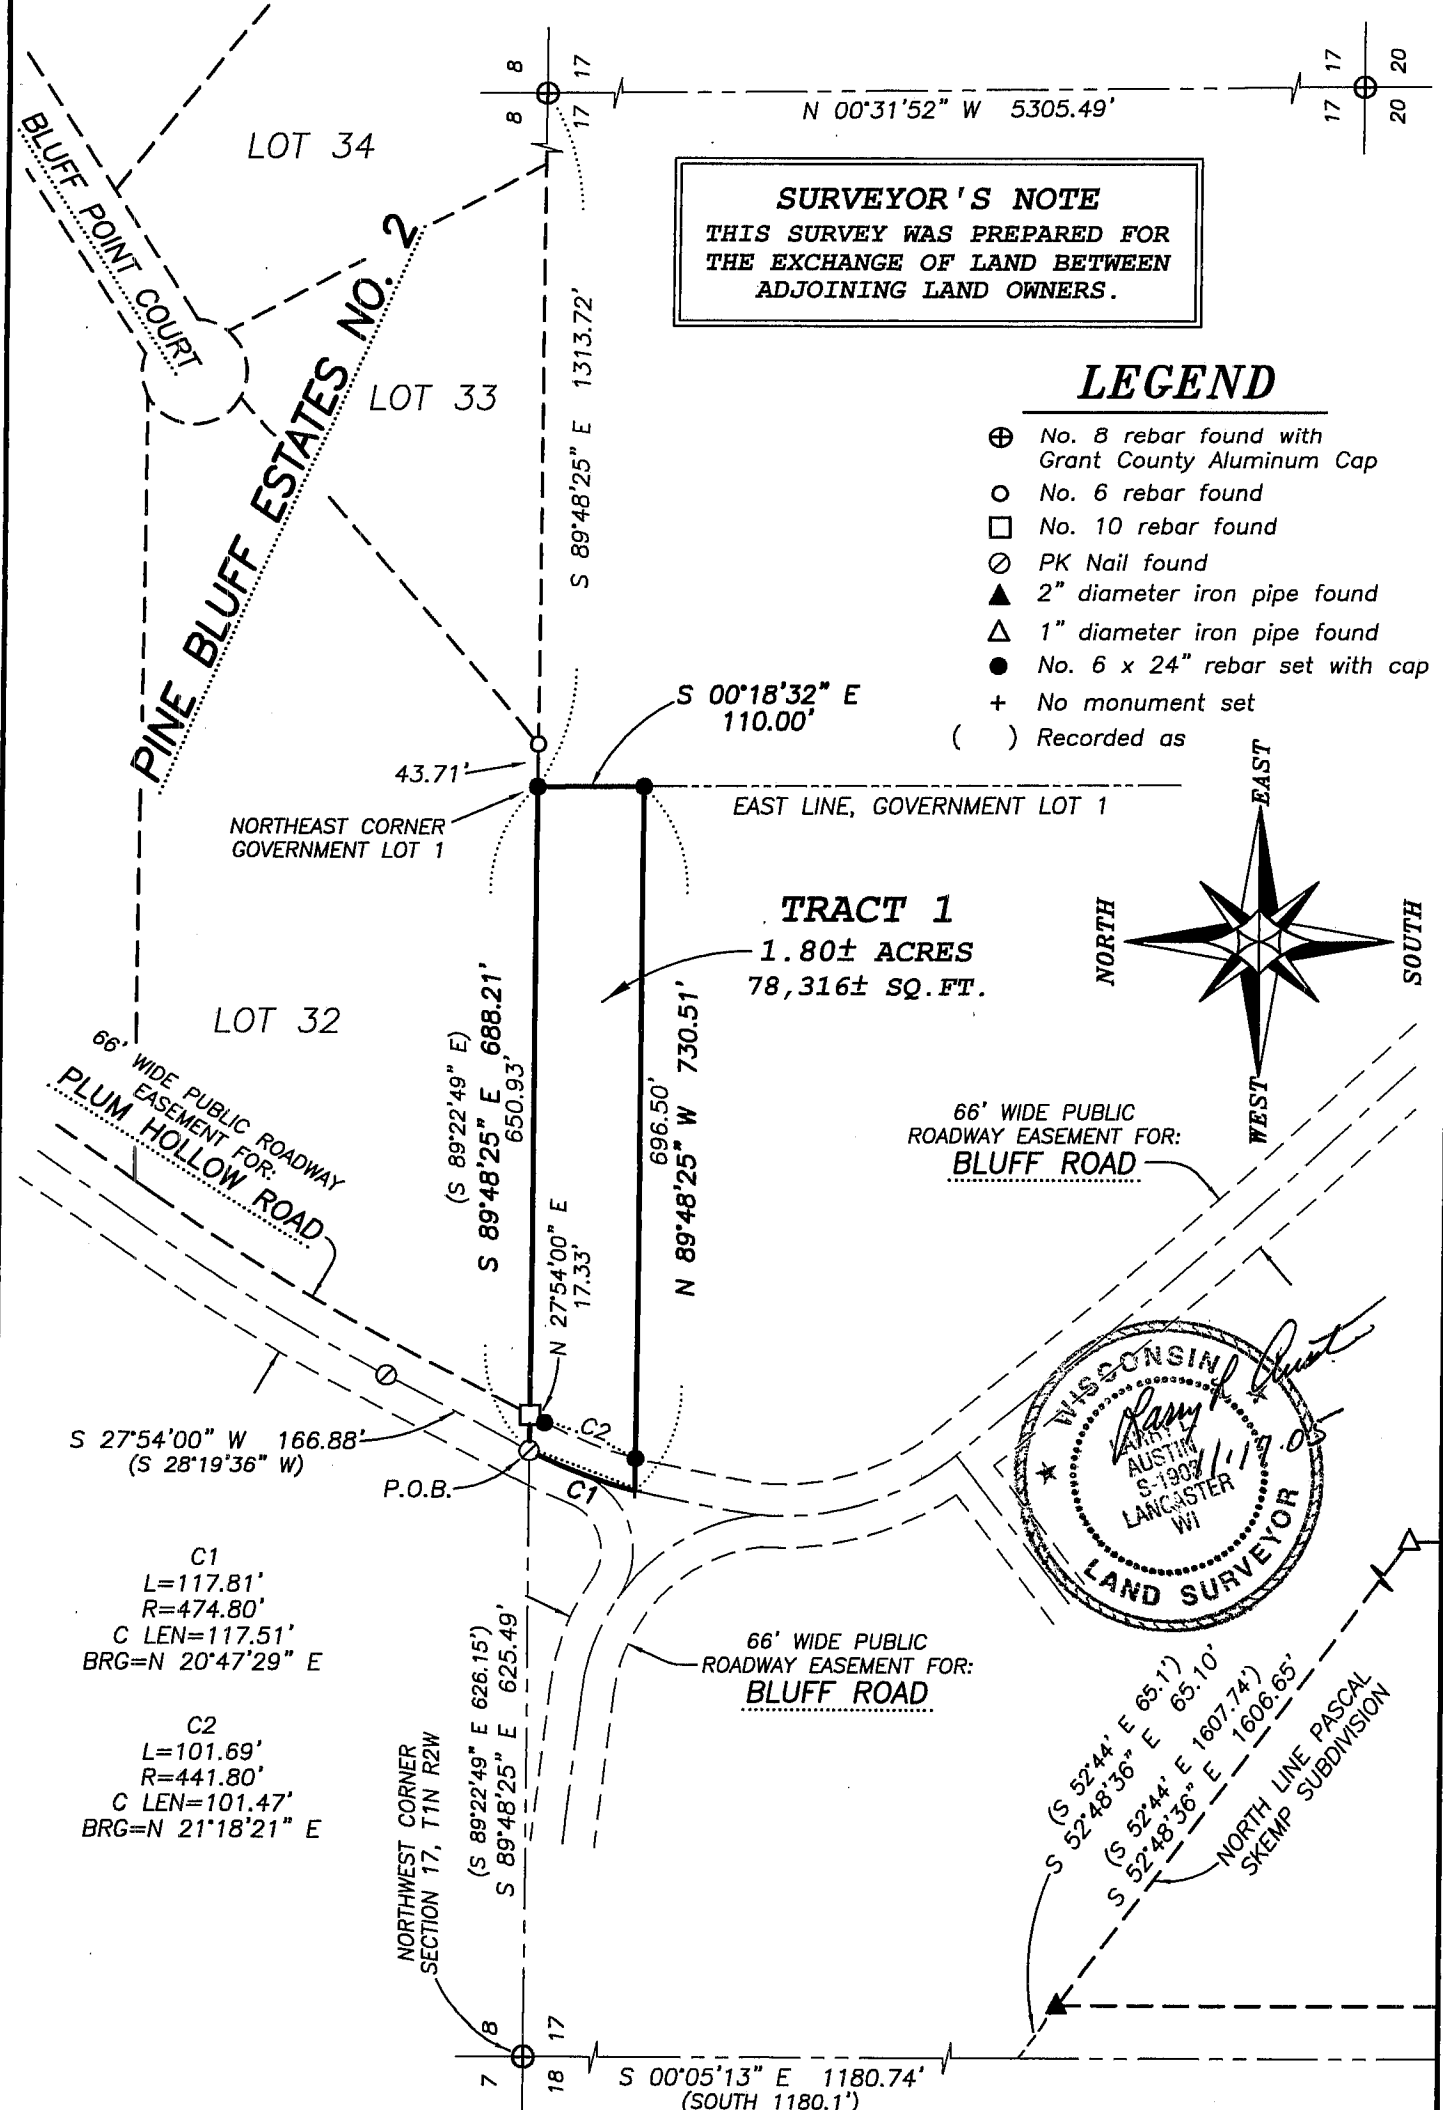 8
17
8
17
N 00°31'52" W 5305.49'
17
20
17
20
LOT 34
BLUFF POINT COURT
PINE BLUFF ESTATES NO. 2
SURVEYOR'S NOTE
THIS SURVEY WAS PREPARED FOR
THE EXCHANGE OF LAND BETWEEN
ADJOINING LAND OWNERS.
LOT 33
S 89°48'25" E 1313.72'
LEGEND
No. 8 rebar found with
Grant County Aluminum Cap
No. 6 rebar found
No. 10 rebar found
PK Nail found
2" diameter iron pipe found
1" diameter iron pipe found
No. 6 x 24" rebar set with cap
+ No monument set
( ) Recorded as
S 00°18'32" E
110.00'
43.71'
NORTHEAST CORNER
GOVERNMENT LOT 1
EAST LINE, GOVERNMENT LOT 1
EAST
NORTH
SOUTH
WEST
TRACT 1
1.80± ACRES
78,316± SQ.FT.
LOT 32
(S 89°22'49" E)
S 89°48'25" E 688.21'
650.93'
696.50'
N 89°48'25" W 730.51'
66' WIDE PUBLIC ROADWAY
EASEMENT FOR:
PLUM HOLLOW ROAD
66' WIDE PUBLIC
ROADWAY EASEMENT FOR:
BLUFF ROAD
N 27°54'00" E
17.33'
S 27°54'00" W 166.88'
(S 28°19'36" W)
P.O.B.
C2
C1
WISCONSIN
Larry L Austin
11-17-05
LARRY L.
AUSTIN
S-1902
LANCASTER
WI
LAND SURVEYOR
C1
L=117.81'
R=474.80'
C LEN=117.51'
BRG=N 20°47'29" E
C2
L=101.69'
R=441.80'
C LEN=101.47'
BRG=N 21°18'21" E
66' WIDE PUBLIC
ROADWAY EASEMENT FOR:
BLUFF ROAD
(S 89°22'49" E 626.15')
S 89°48'25" E 625.49'
NORTHWEST CORNER
SECTION 17, T1N R2W
(S 52°44' E 65.1')
S 52°48'36" E 65.10'
(S 52°44' E 1607.74')
S 52°48'36" E 1606.65'
NORTH LINE PASCAL
SKEMP SUBDIVISION
8
17
7
18
S 00°05'13" E 1180.74'
(SOUTH 1180.1')